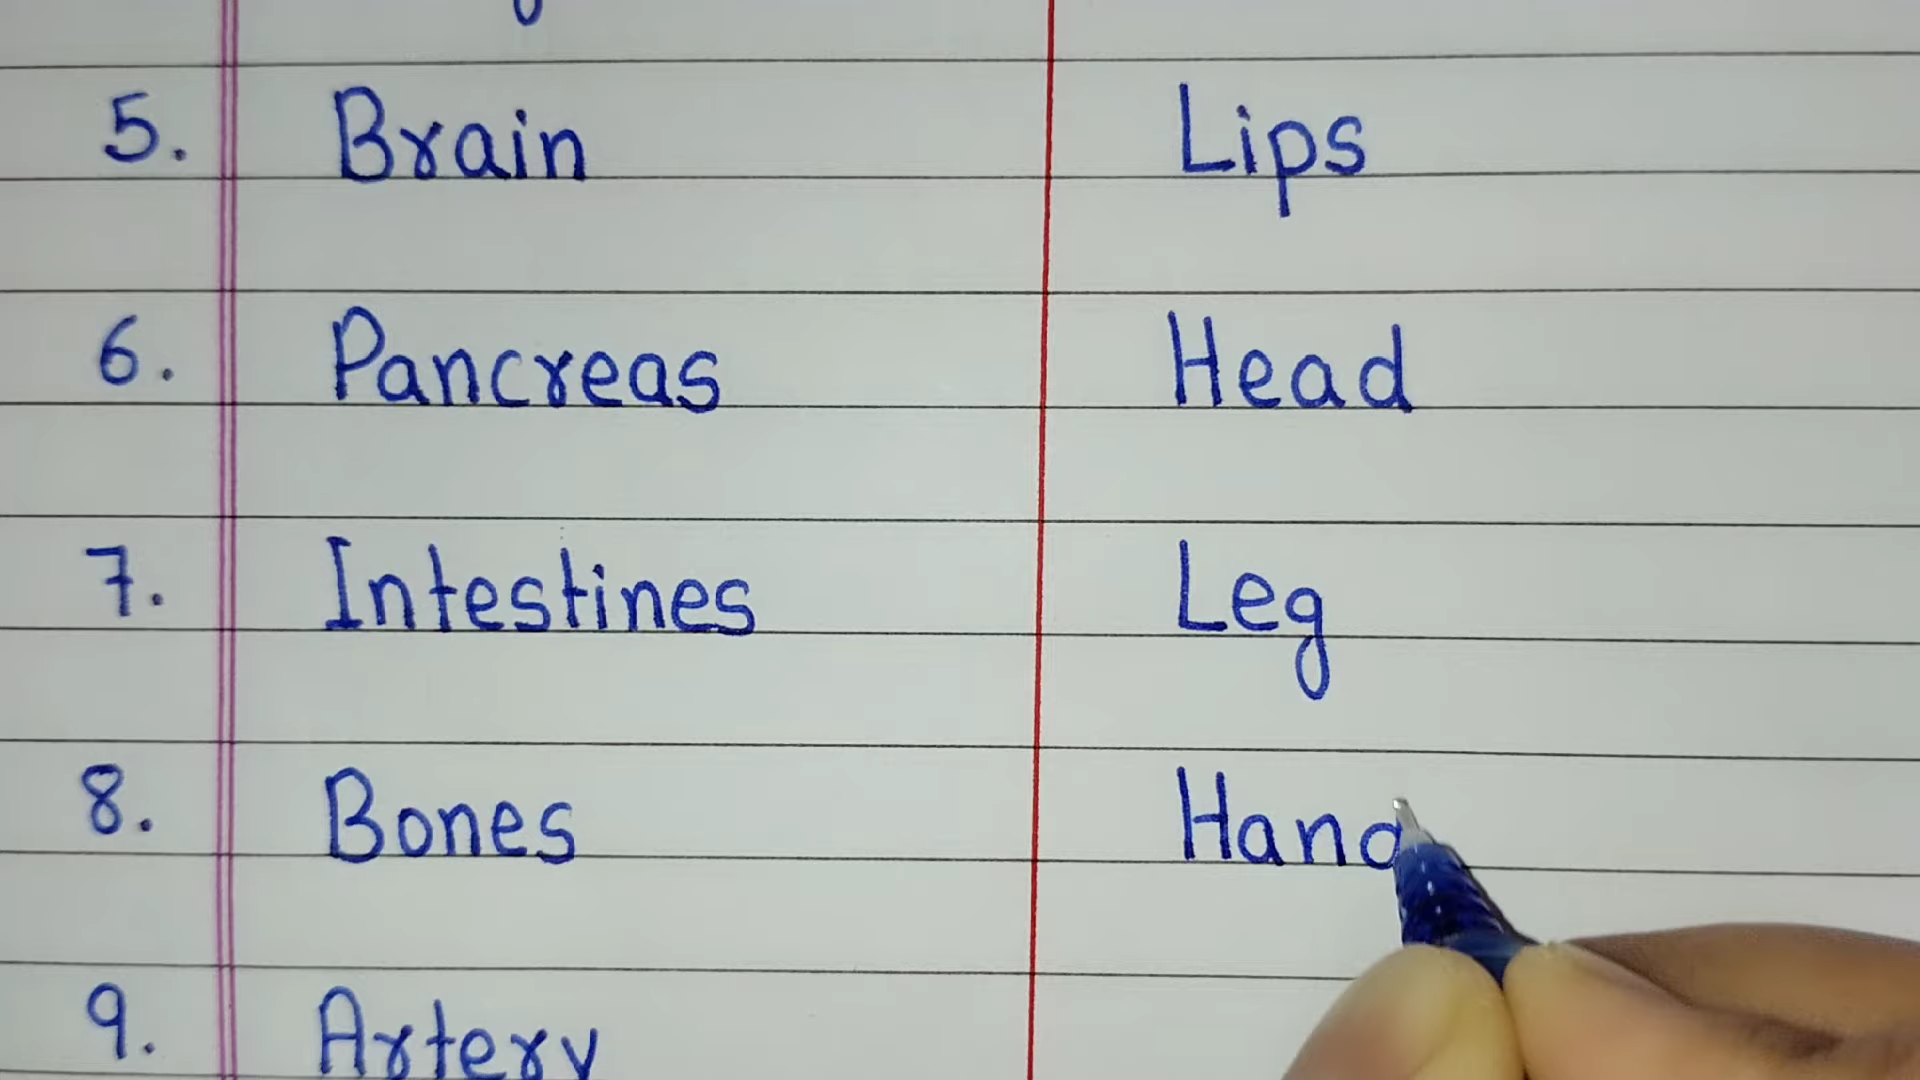 5. Brain Lips
6. Pancreas Head
7. Intestines Leg
8. Bones Hand
9. Artery